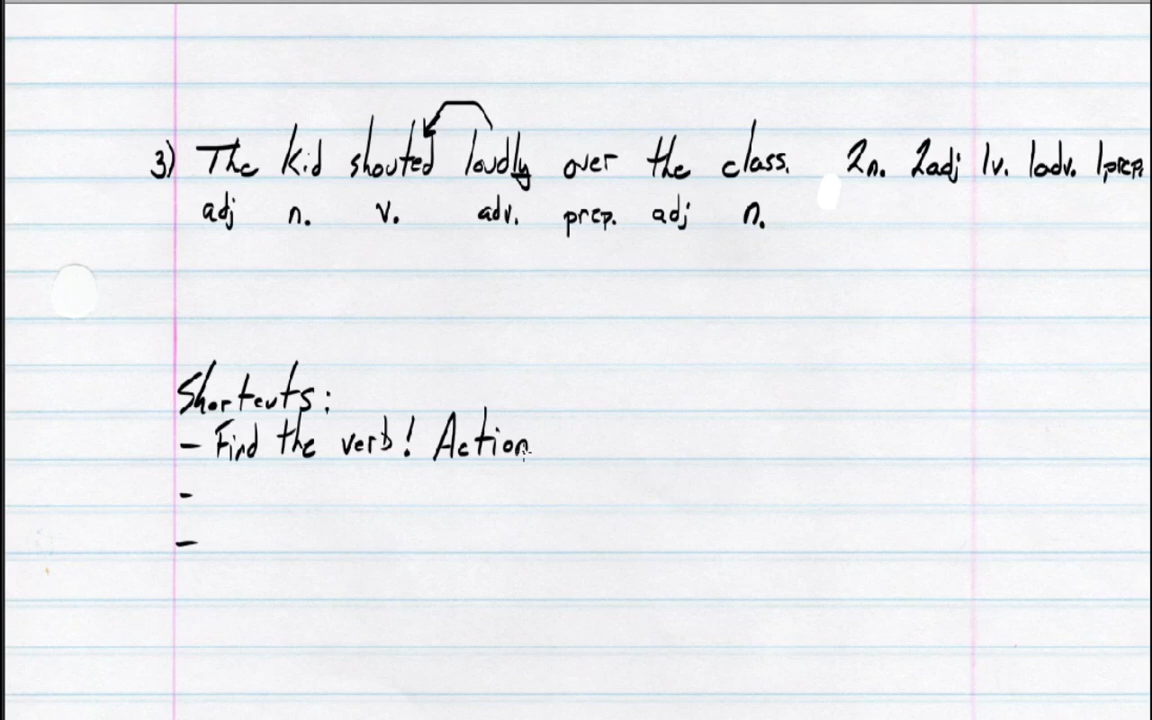 3) The kid shouted loudly over the class. 2n. 2adj 1v. 1adv. 1prep.
adj n. v. adv. prep. adj n.
Shortcuts:
- Find the verb! Action
-
-